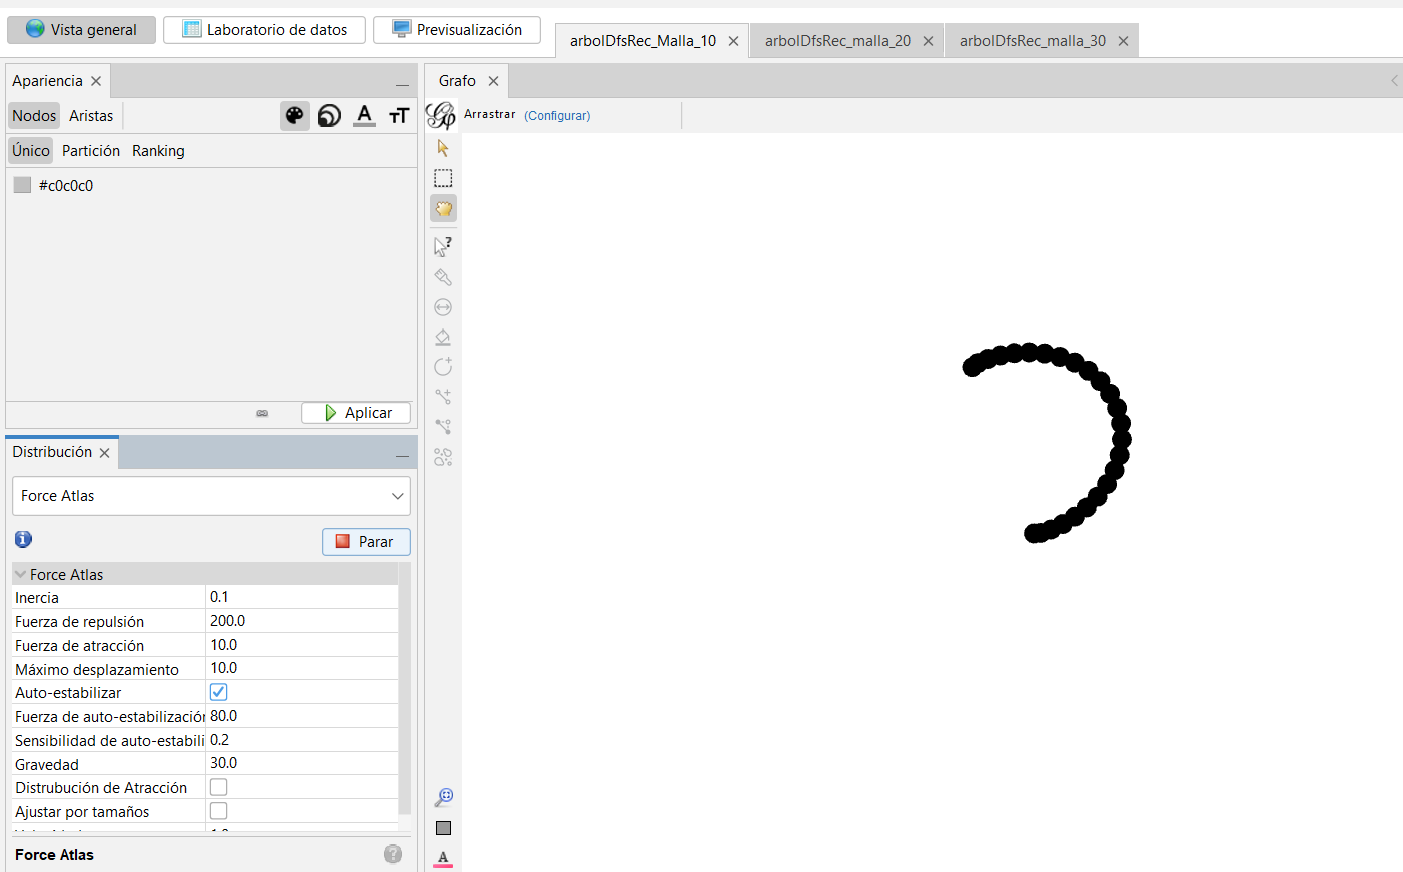 Vista general
Laboratorio de datos
Previsualización
arbolDfsRec_Malla_10
arbolDfsRec_malla_20
arbolDfsRec_malla_30
Apariencia
Nodos Aristas
A
TT
Único Partición Ranking
#c0c0c0
Aplicar
Distribución
Force Atlas
Parar
Force Atlas
Inercia 0.1
Fuerza de repulsión 200.0
Fuerza de atracción 10.0
Máximo desplazamiento 10.0
Auto-estabilizar
Fuerza de auto-estabilización 80.0
Sensibilidad de auto-estabili 0.2
Gravedad 30.0
Distrubución de Atracción
Ajustar por tamaños
Force Atlas
?
Grafo
Arrastrar (Configurar)
?
A